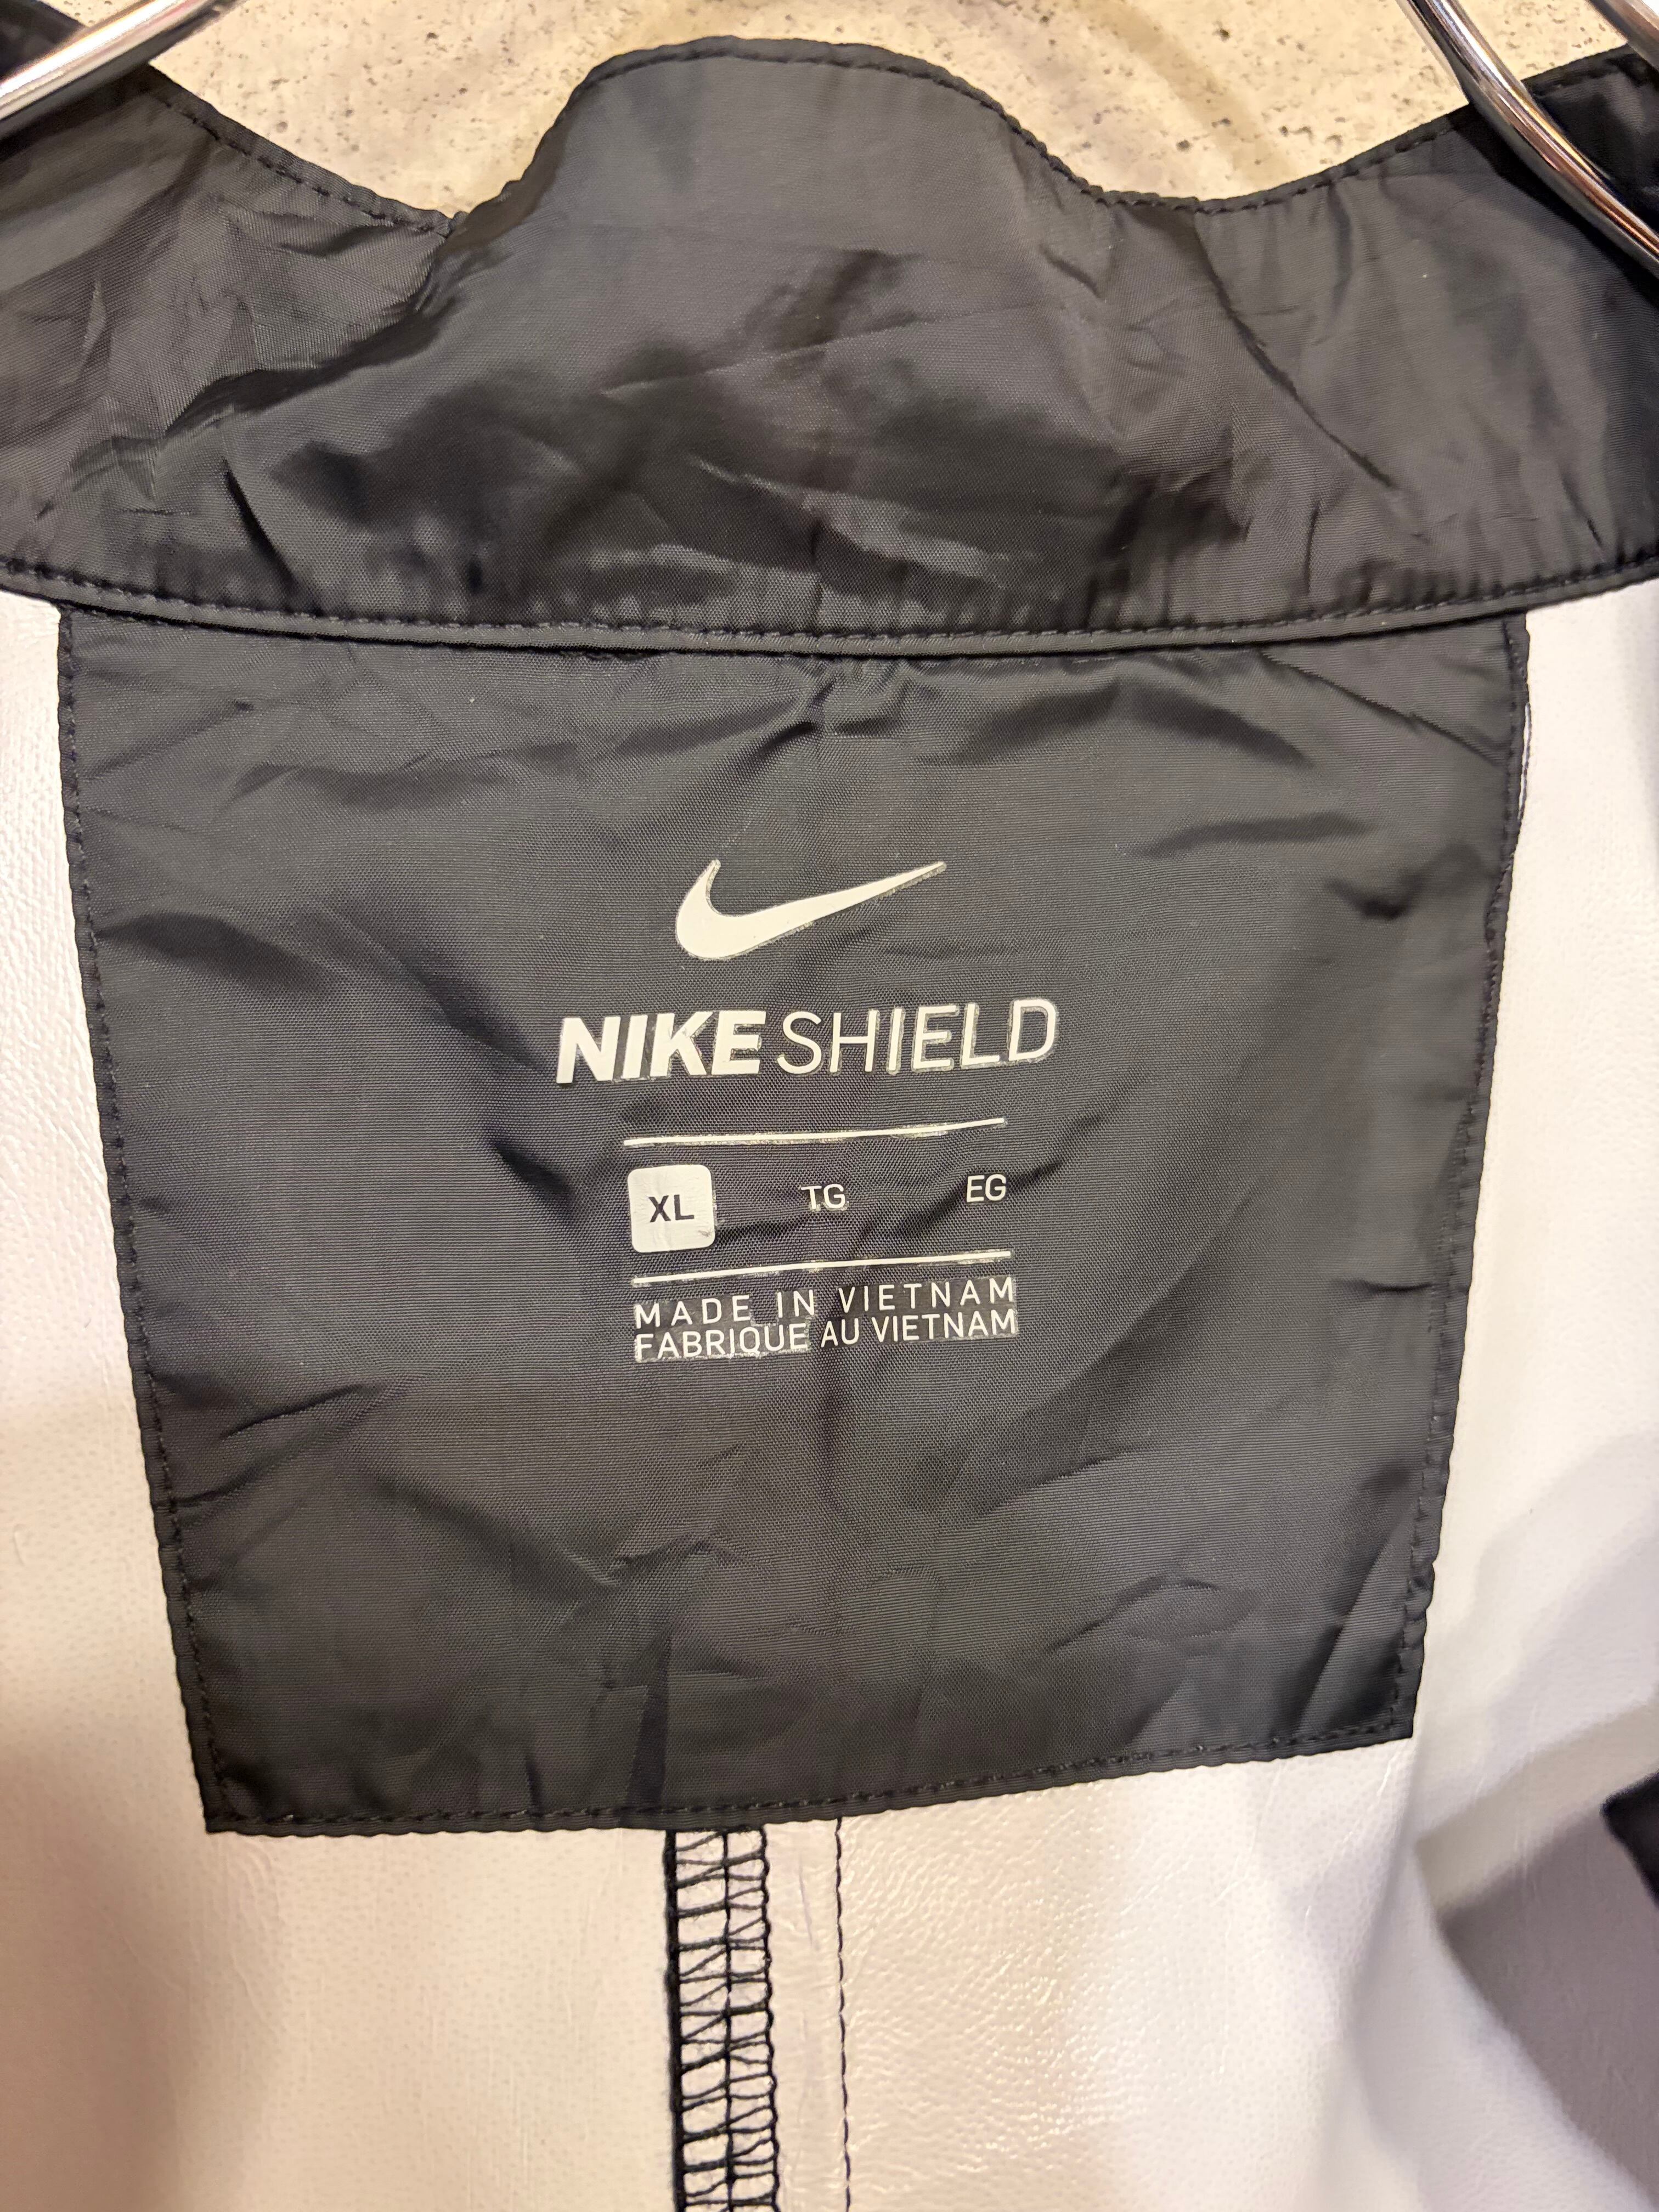 NIKE SHIELD
XL TG EG
MADE IN VIETNAM
FABRIQUE AU VIETNAM